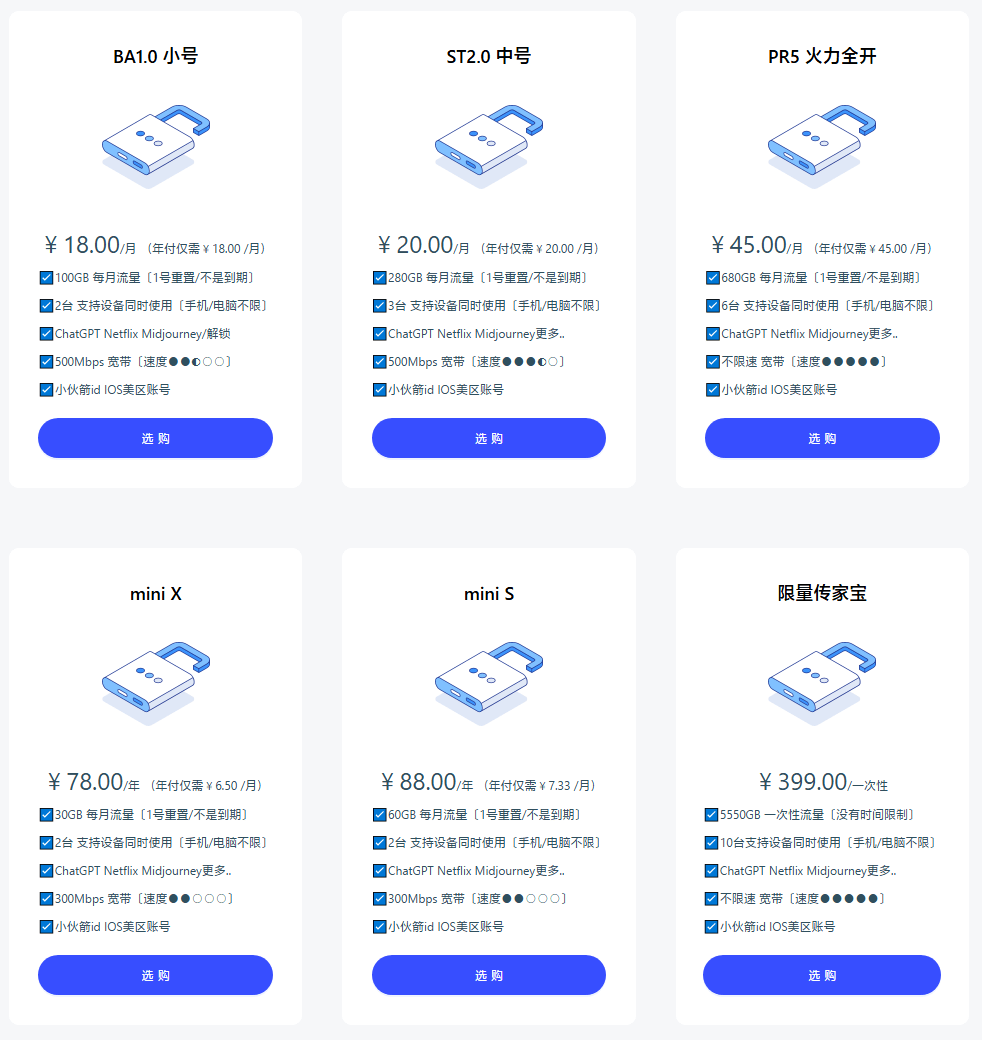 BA1.0 小号
¥ 18.00/月 （年付仅需 ¥ 18.00 /月）
☑100GB 每月流量〔1号重置/不是到期〕
☑2台 支持设备同时使用〔手机/电脑不限〕
☑ChatGPT Netflix Midjourney/解锁
☑500Mbps 宽带〔速度●●◐○○〕
☑小伙箭id IOS美区账号
选 购
ST2.0 中号
¥ 20.00/月 （年付仅需 ¥ 20.00 /月）
☑280GB 每月流量〔1号重置/不是到期〕
☑3台 支持设备同时使用〔手机/电脑不限〕
☑ChatGPT Netflix Midjourney更多..
☑500Mbps 宽带〔速度●●●◐○〕
☑小伙箭id IOS美区账号
选 购
PR5 火力全开
¥ 45.00/月 （年付仅需 ¥ 45.00 /月）
☑680GB 每月流量〔1号重置/不是到期〕
☑6台 支持设备同时使用〔手机/电脑不限〕
☑ChatGPT Netflix Midjourney更多..
☑不限速 宽带〔速度●●●●●〕
☑小伙箭id IOS美区账号
选 购
mini X
¥ 78.00/年 （年付仅需 ¥ 6.50 /月）
☑30GB 每月流量〔1号重置/不是到期〕
☑2台 支持设备同时使用〔手机/电脑不限〕
☑ChatGPT Netflix Midjourney更多..
☑300Mbps 宽带〔速度●●○○○〕
☑小伙箭id IOS美区账号
选 购
mini S
¥ 88.00/年 （年付仅需 ¥ 7.33 /月）
☑60GB 每月流量〔1号重置/不是到期〕
☑2台 支持设备同时使用〔手机/电脑不限〕
☑ChatGPT Netflix Midjourney更多..
☑300Mbps 宽带〔速度●●○○○〕
☑小伙箭id IOS美区账号
选 购
限量传家宝
¥ 399.00/一次性
☑5550GB 一次性流量〔没有时间限制〕
☑10台支持设备同时使用〔手机/电脑不限〕
☑ChatGPT Netflix Midjourney更多..
☑不限速 宽带〔速度●●●●●〕
☑小伙箭id IOS美区账号
选 购